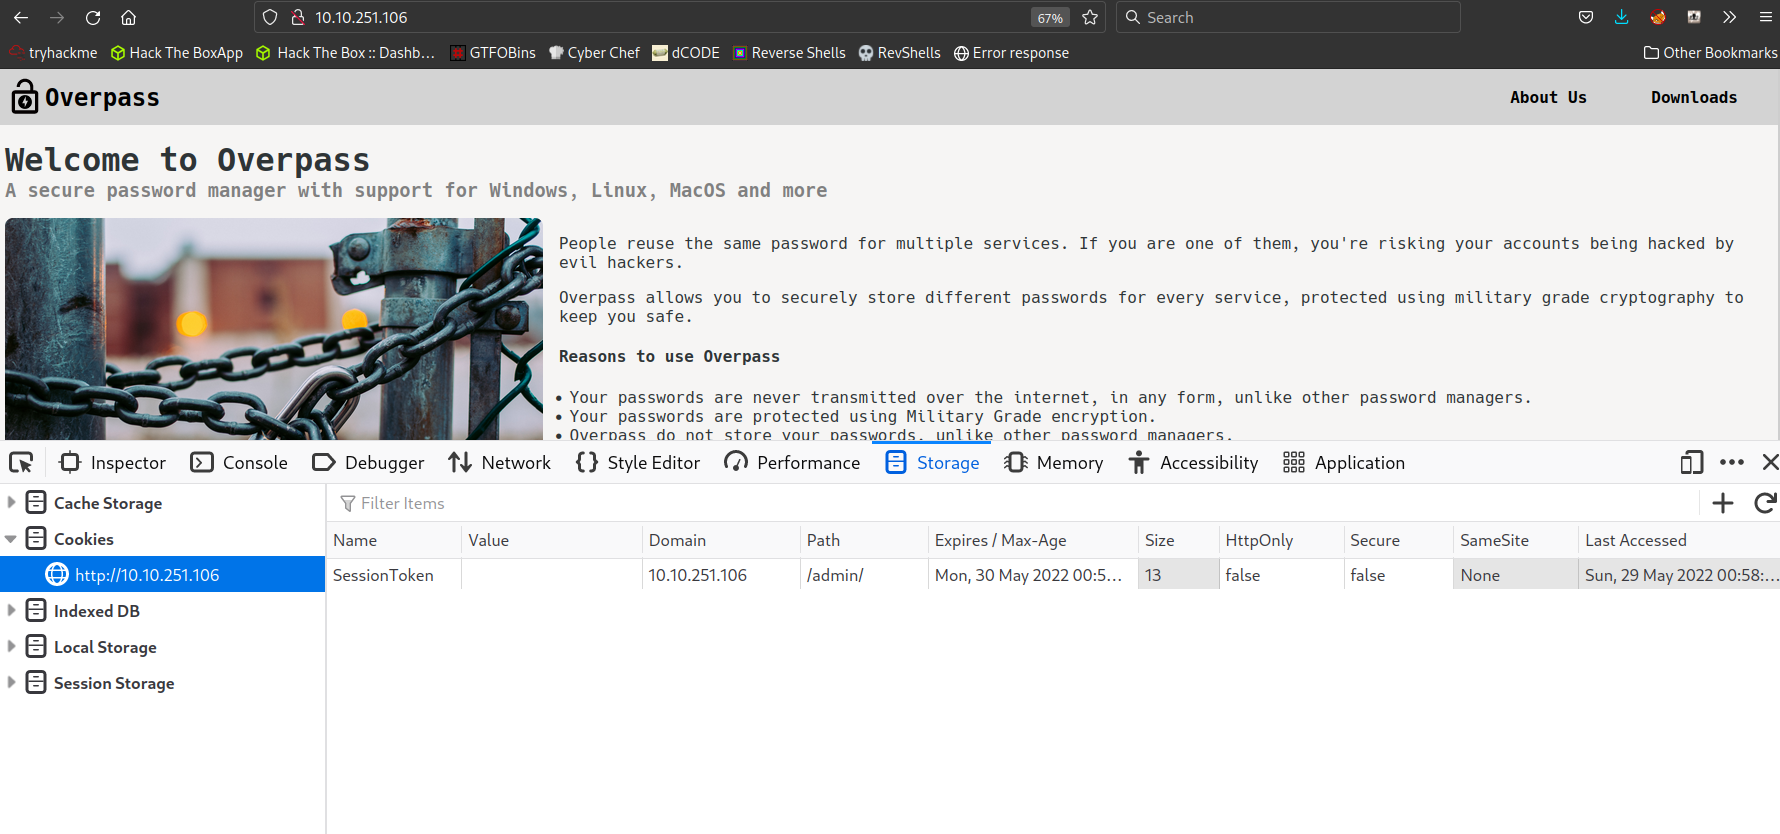 10.10.251.106
67%
Search
tryhackme
Hack The BoxApp
Hack The Box :: Dashb…
GTFOBins
Cyber Chef
dCODE
Reverse Shells
RevShells
Error response
Other Bookmarks
Overpass
About Us
Downloads
Welcome to Overpass
A secure password manager with support for Windows, Linux, MacOS and more
People reuse the same password for multiple services. If you are one of them, you're risking your accounts being hacked by
evil hackers.
Overpass allows you to securely store different passwords for every service, protected using military grade cryptography to
keep you safe.
Reasons to use Overpass
• Your passwords are never transmitted over the internet, in any form, unlike other password managers.
• Your passwords are protected using Military Grade encryption.
• Overpass do not store your passwords, unlike other password managers.
Inspector
Console
Debugger
Network
Style Editor
Performance
Storage
Memory
Accessibility
Application
Cache Storage
Cookies
http://10.10.251.106
Indexed DB
Local Storage
Session Storage
Filter Items
Name Value Domain Path Expires / Max-Age Size HttpOnly Secure SameSite Last Accessed
SessionToken 10.10.251.106 /admin/ Mon, 30 May 2022 00:5… 13 false false None Sun, 29 May 2022 00:58:…